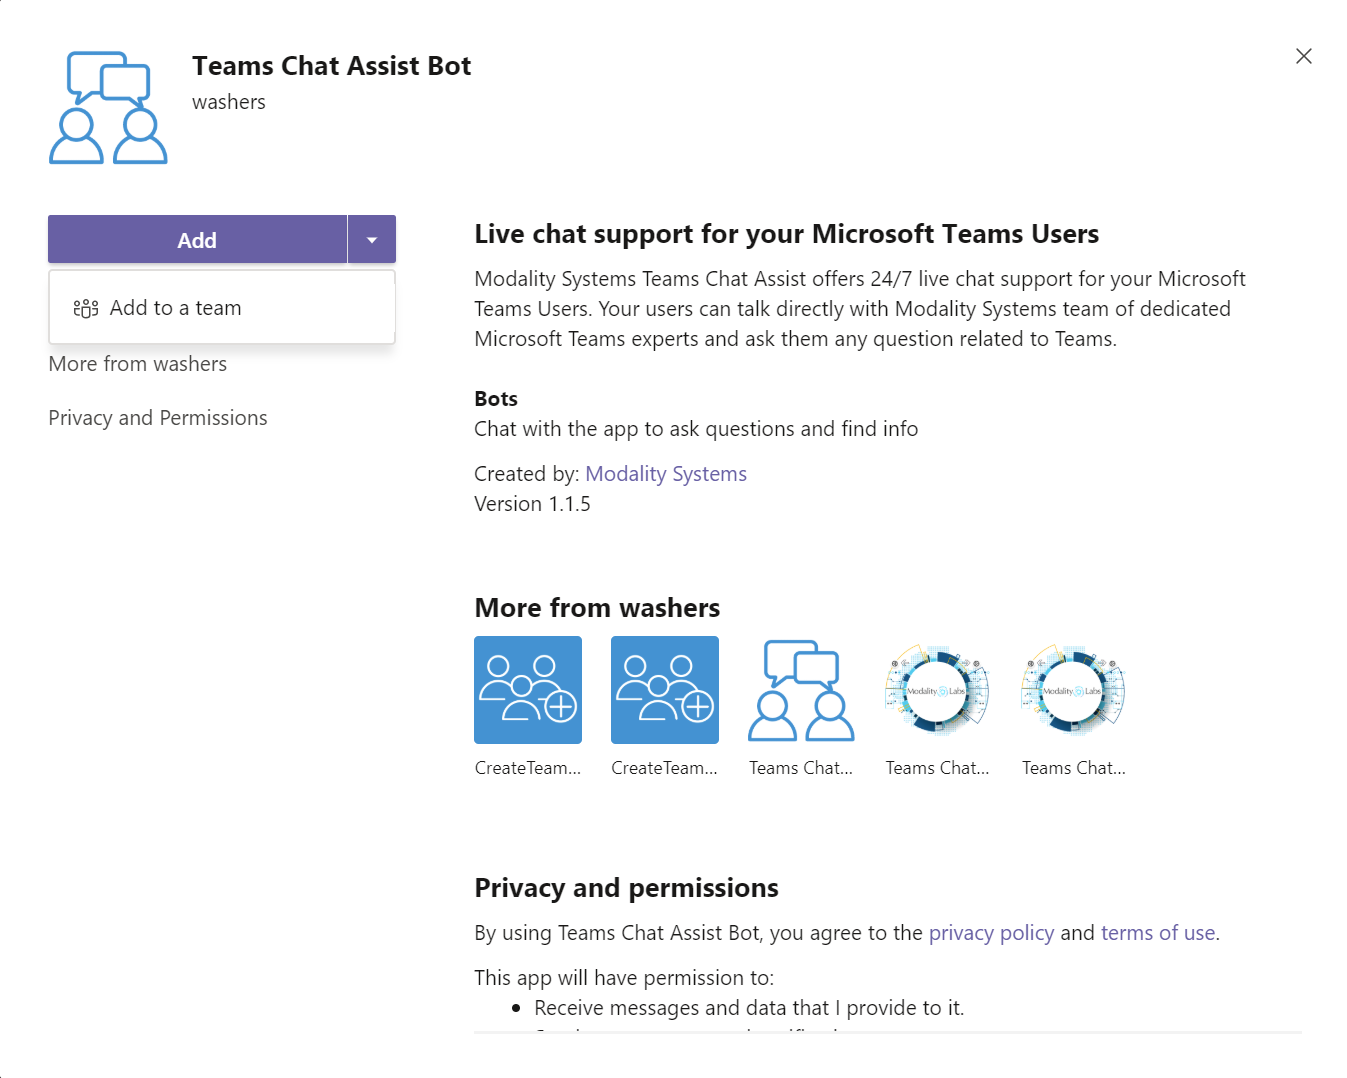 Teams Chat Assist Bot
washers
Add
Add to a team
More from washers
Privacy and Permissions
Live chat support for your Microsoft Teams Users
Modality Systems Teams Chat Assist offers 24/7 live chat support for your Microsoft
Teams Users. Your users can talk directly with Modality Systems team of dedicated
Microsoft Teams experts and ask them any question related to Teams.
Bots
Chat with the app to ask questions and find info
Created by: Modality Systems
Version 1.1.5
More from washers
Modality Labs
Modality Labs
CreateTeam...
CreateTeam...
Teams Chat...
Teams Chat...
Teams Chat...
Privacy and permissions
By using Teams Chat Assist Bot, you agree to the privacy policy and terms of use.
This app will have permission to:
• Receive messages and data that I provide to it.